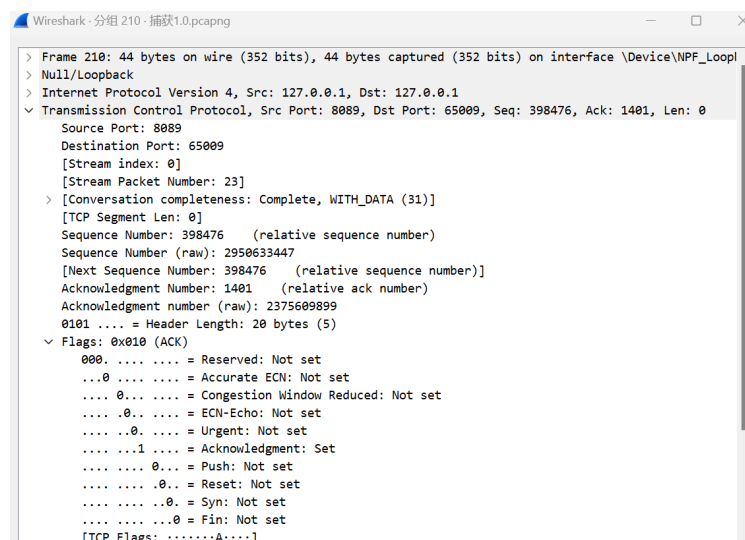 Wireshark · 分组 210 · 捕获1.0.pcapng
Frame 210: 44 bytes on wire (352 bits), 44 bytes captured (352 bits) on interface \Device\NPF_Loopl
Null/Loopback
Internet Protocol Version 4, Src: 127.0.0.1, Dst: 127.0.0.1
Transmission Control Protocol, Src Port: 8089, Dst Port: 65009, Seq: 398476, Ack: 1401, Len: 0
Source Port: 8089
Destination Port: 65009
[Stream index: 0]
[Stream Packet Number: 23]
[Conversation completeness: Complete, WITH_DATA (31)]
[TCP Segment Len: 0]
Sequence Number: 398476    (relative sequence number)
Sequence Number (raw): 2950633447
[Next Sequence Number: 398476    (relative sequence number)]
Acknowledgment Number: 1401    (relative ack number)
Acknowledgment number (raw): 2375609899
0101 .... = Header Length: 20 bytes (5)
Flags: 0x010 (ACK)
000. .... .... = Reserved: Not set
...0 .... .... = Accurate ECN: Not set
.... 0... .... = Congestion Window Reduced: Not set
.... .0.. .... = ECN-Echo: Not set
.... ..0. .... = Urgent: Not set
.... ...1 .... = Acknowledgment: Set
.... .... 0... = Push: Not set
.... .... .0.. = Reset: Not set
.... .... ..0. = Syn: Not set
.... .... ...0 = Fin: Not set
[TCP Flags: ·······A····]